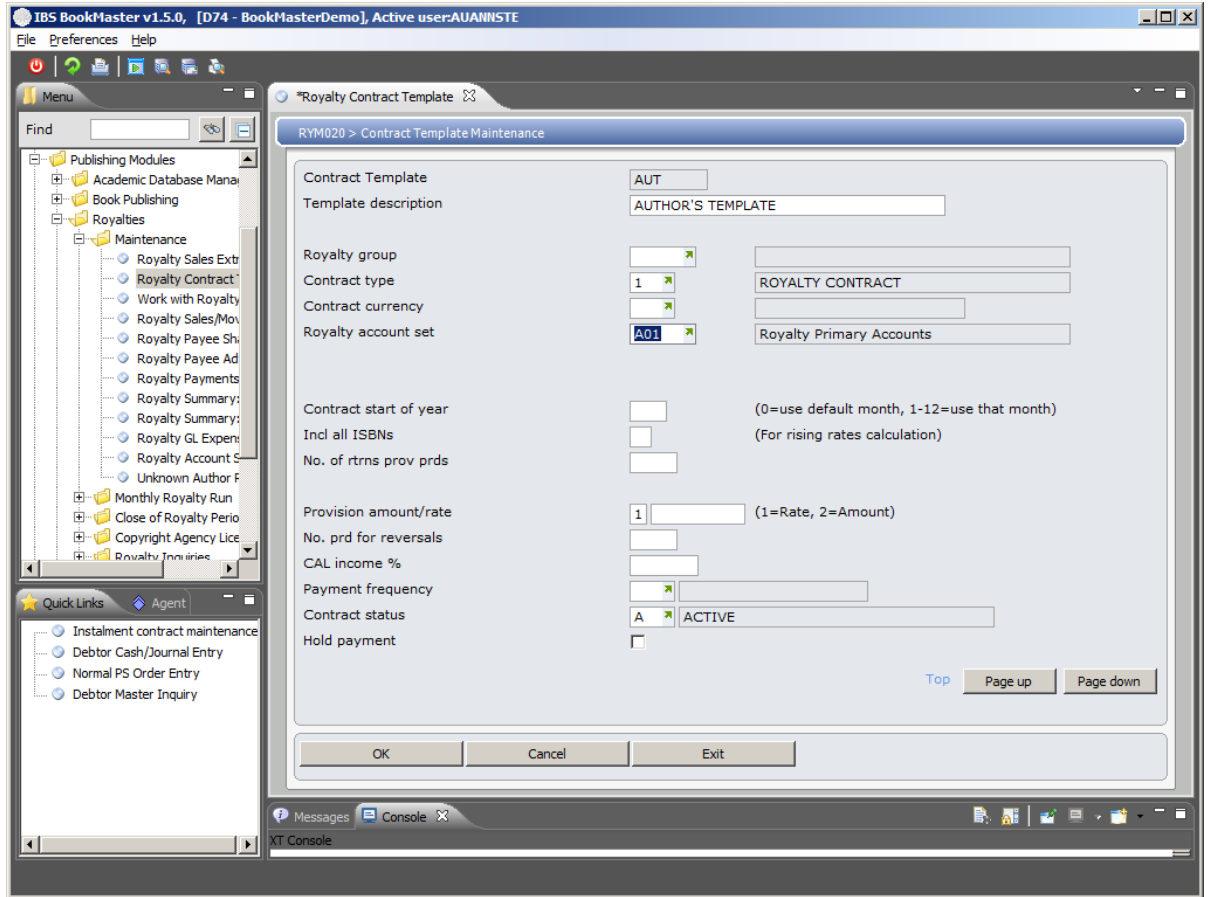 IBS BookMaster v1.5.0, [D74 - BookMasterDemo], Active user:AUANNSTE
File Preferences Help
Menu
Find
Publishing Modules
Academic Database Mana
Book Publishing
Royalties
Maintenance
Royalty Sales Extr
Royalty Contract
Work with Royalty
Royalty Sales/Mov
Royalty Payee Sh
Royalty Payee Ad
Royalty Payments
Royalty Summary:
Royalty Summary:
Royalty GL Expen
Royalty Account S
Unknown Author
Monthly Royalty Run
Close of Royalty Perio
Copyright Agency Lice
Royalty Inquiries
Quick Links Agent
Instalment contract maintenance
Debtor Cash/Journal Entry
Normal PS Order Entry
Debtor Master Inquiry
*Royalty Contract Template
RYM020 > Contract Template Maintenance
Contract Template AUT
Template description AUTHOR'S TEMPLATE
Royalty group
Contract type 1 ROYALTY CONTRACT
Contract currency
Royalty account set A01 Royalty Primary Accounts
Contract start of year (0=use default month, 1-12=use that month)
Incl all ISBNs (For rising rates calculation)
No. of rtrns prov prds
Provision amount/rate 1 (1=Rate, 2=Amount)
No. prd for reversals
CAL income %
Payment frequency
Contract status A ACTIVE
Hold payment
Top Page up Page down
OK Cancel Exit
Messages Console
XT Console